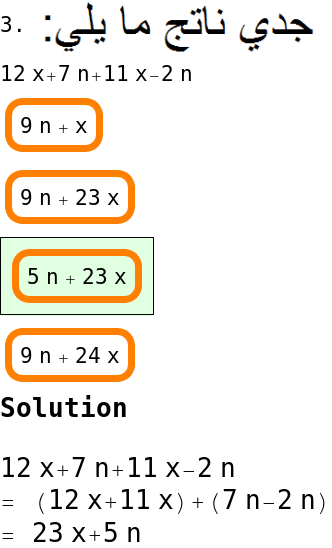 3. جدي ناتج ما يلي:
12 x+7 n+11 x−2 n
9 n + x
9 n + 23 x
5 n + 23 x
9 n + 24 x
Solution
12 x+7 n+11 x−2 n
= (12 x+11 x) + (7 n−2 n)
= 23 x+5 n